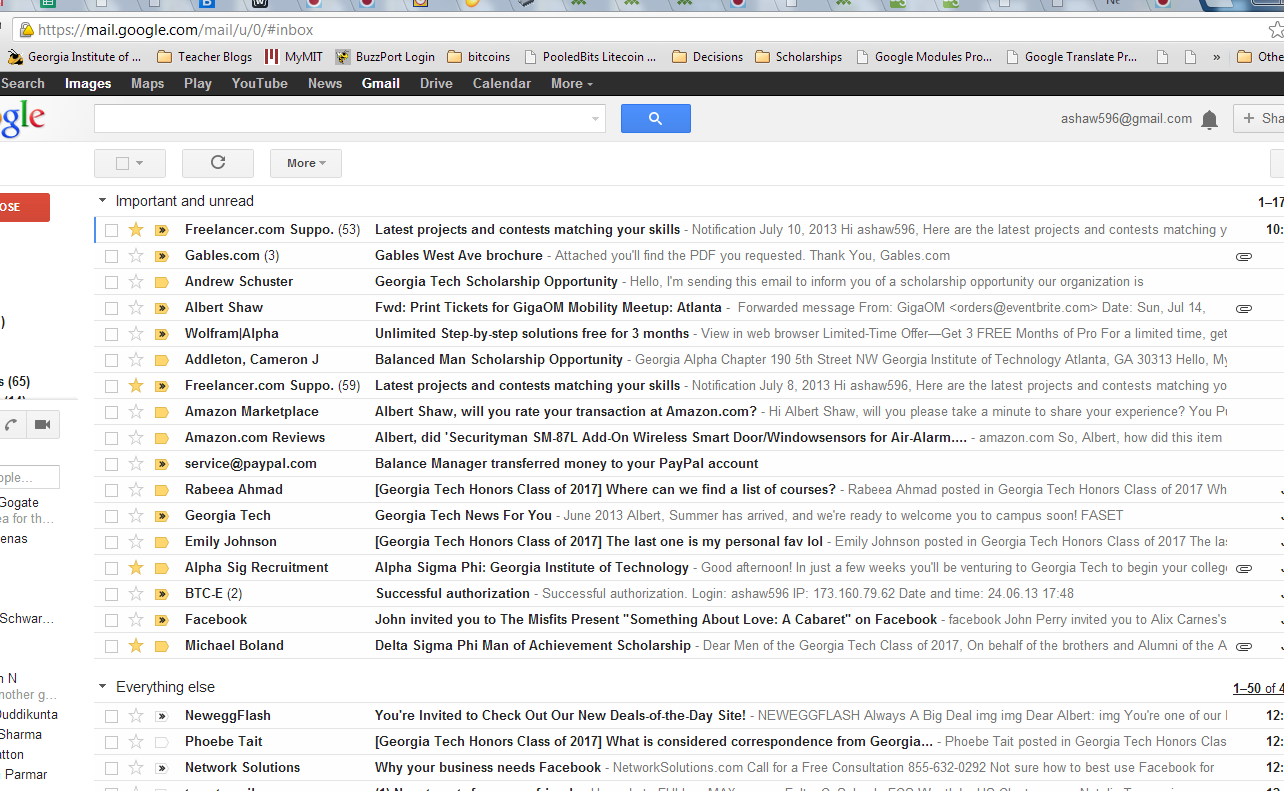 https://mail.google.com/mail/u/0/#inbox
Georgia Institute of ... Teacher Blogs MyMIT BuzzPort Login bitcoins PooledBits Litecoin ... Decisions Scholarships Google Modules Pro... Google Translate Pr... » Othe
Search Images Maps Play YouTube News Gmail Drive Calendar More
ogle
ashaw596@gmail.com + Sha
More
OSE
Important and unread 1–17
Freelancer.com Suppo. (53) Latest projects and contests matching your skills - Notification July 10, 2013 Hi ashaw596, Here are the latest projects and contests matching y 10:
Gables.com (3) Gables West Ave brochure - Attached you'll find the PDF you requested. Thank You, Gables.com
Andrew Schuster Georgia Tech Scholarship Opportunity - Hello, I'm sending this email to inform you of a scholarship opportunity our organization is
Albert Shaw Fwd: Print Tickets for GigaOM Mobility Meetup: Atlanta - Forwarded message From: GigaOM <orders@eventbrite.com> Date: Sun, Jul 14,
Wolfram|Alpha Unlimited Step-by-step solutions free for 3 months - View in web browser Limited-Time Offer—Get 3 FREE Months of Pro For a limited time, get
Addleton, Cameron J Balanced Man Scholarship Opportunity - Georgia Alpha Chapter 190 5th Street NW Georgia Institute of Technology Atlanta, GA 30313 Hello, My
s (65)
Freelancer.com Suppo. (59) Latest projects and contests matching your skills - Notification July 8, 2013 Hi ashaw596, Here are the latest projects and contests matching yo
Amazon Marketplace Albert Shaw, will you rate your transaction at Amazon.com? - Hi Albert Shaw, will you please take a minute to share your experience? You Pu
Amazon.com Reviews Albert, did 'Securityman SM-87L Add-On Wireless Smart Door/Windowsensors for Air-Alarm.... - amazon.com So, Albert, how did this item
service@paypal.com Balance Manager transferred money to your PayPal account
ople...
Rabeea Ahmad [Georgia Tech Honors Class of 2017] Where can we find a list of courses? - Rabeea Ahmad posted in Georgia Tech Honors Class of 2017 Wh
Gogate
ea for th...
Georgia Tech Georgia Tech News For You - June 2013 Albert, Summer has arrived, and we're ready to welcome you to campus soon! FASET
enas
Emily Johnson [Georgia Tech Honors Class of 2017] The last one is my personal fav lol - Emily Johnson posted in Georgia Tech Honors Class of 2017 The las
Alpha Sig Recruitment Alpha Sigma Phi: Georgia Institute of Technology - Good afternoon! In just a few weeks you'll be venturing to Georgia Tech to begin your college
BTC-E (2) Successful authorization - Successful authorization. Login: ashaw596 IP: 173.160.79.62 Date and time: 24.06.13 17:48
Schwar...
Facebook John invited you to The Misfits Present "Something About Love: A Cabaret" on Facebook - facebook John Perry invited you to Alix Carnes's
Michael Boland Delta Sigma Phi Man of Achievement Scholarship - Dear Men of the Georgia Tech Class of 2017, On behalf of the brothers and Alumni of the A
n N
nother g...
Everything else 1–50 of 4
Duddikunta
NeweggFlash You're Invited to Check Out Our New Deals-of-the-Day Site! - NEWEGGFLASH Always A Big Deal img img Dear Albert: img You're one of our l 12:
Sharma
Phoebe Tait [Georgia Tech Honors Class of 2017] What is considered correspondence from Georgia... - Phoebe Tait posted in Georgia Tech Honors Class 12:
tton
Network Solutions Why your business needs Facebook - NetworkSolutions.com Call for a Free Consultation 855-632-0292 Not sure how to best use Facebook for 12:
Parmar